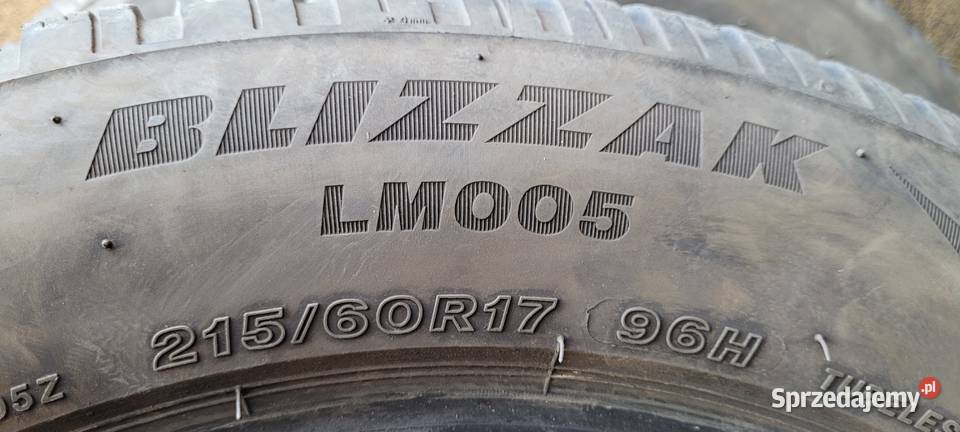 BLIZZAK
LM005
215/60R17 96H
Sprzedajemy.pl